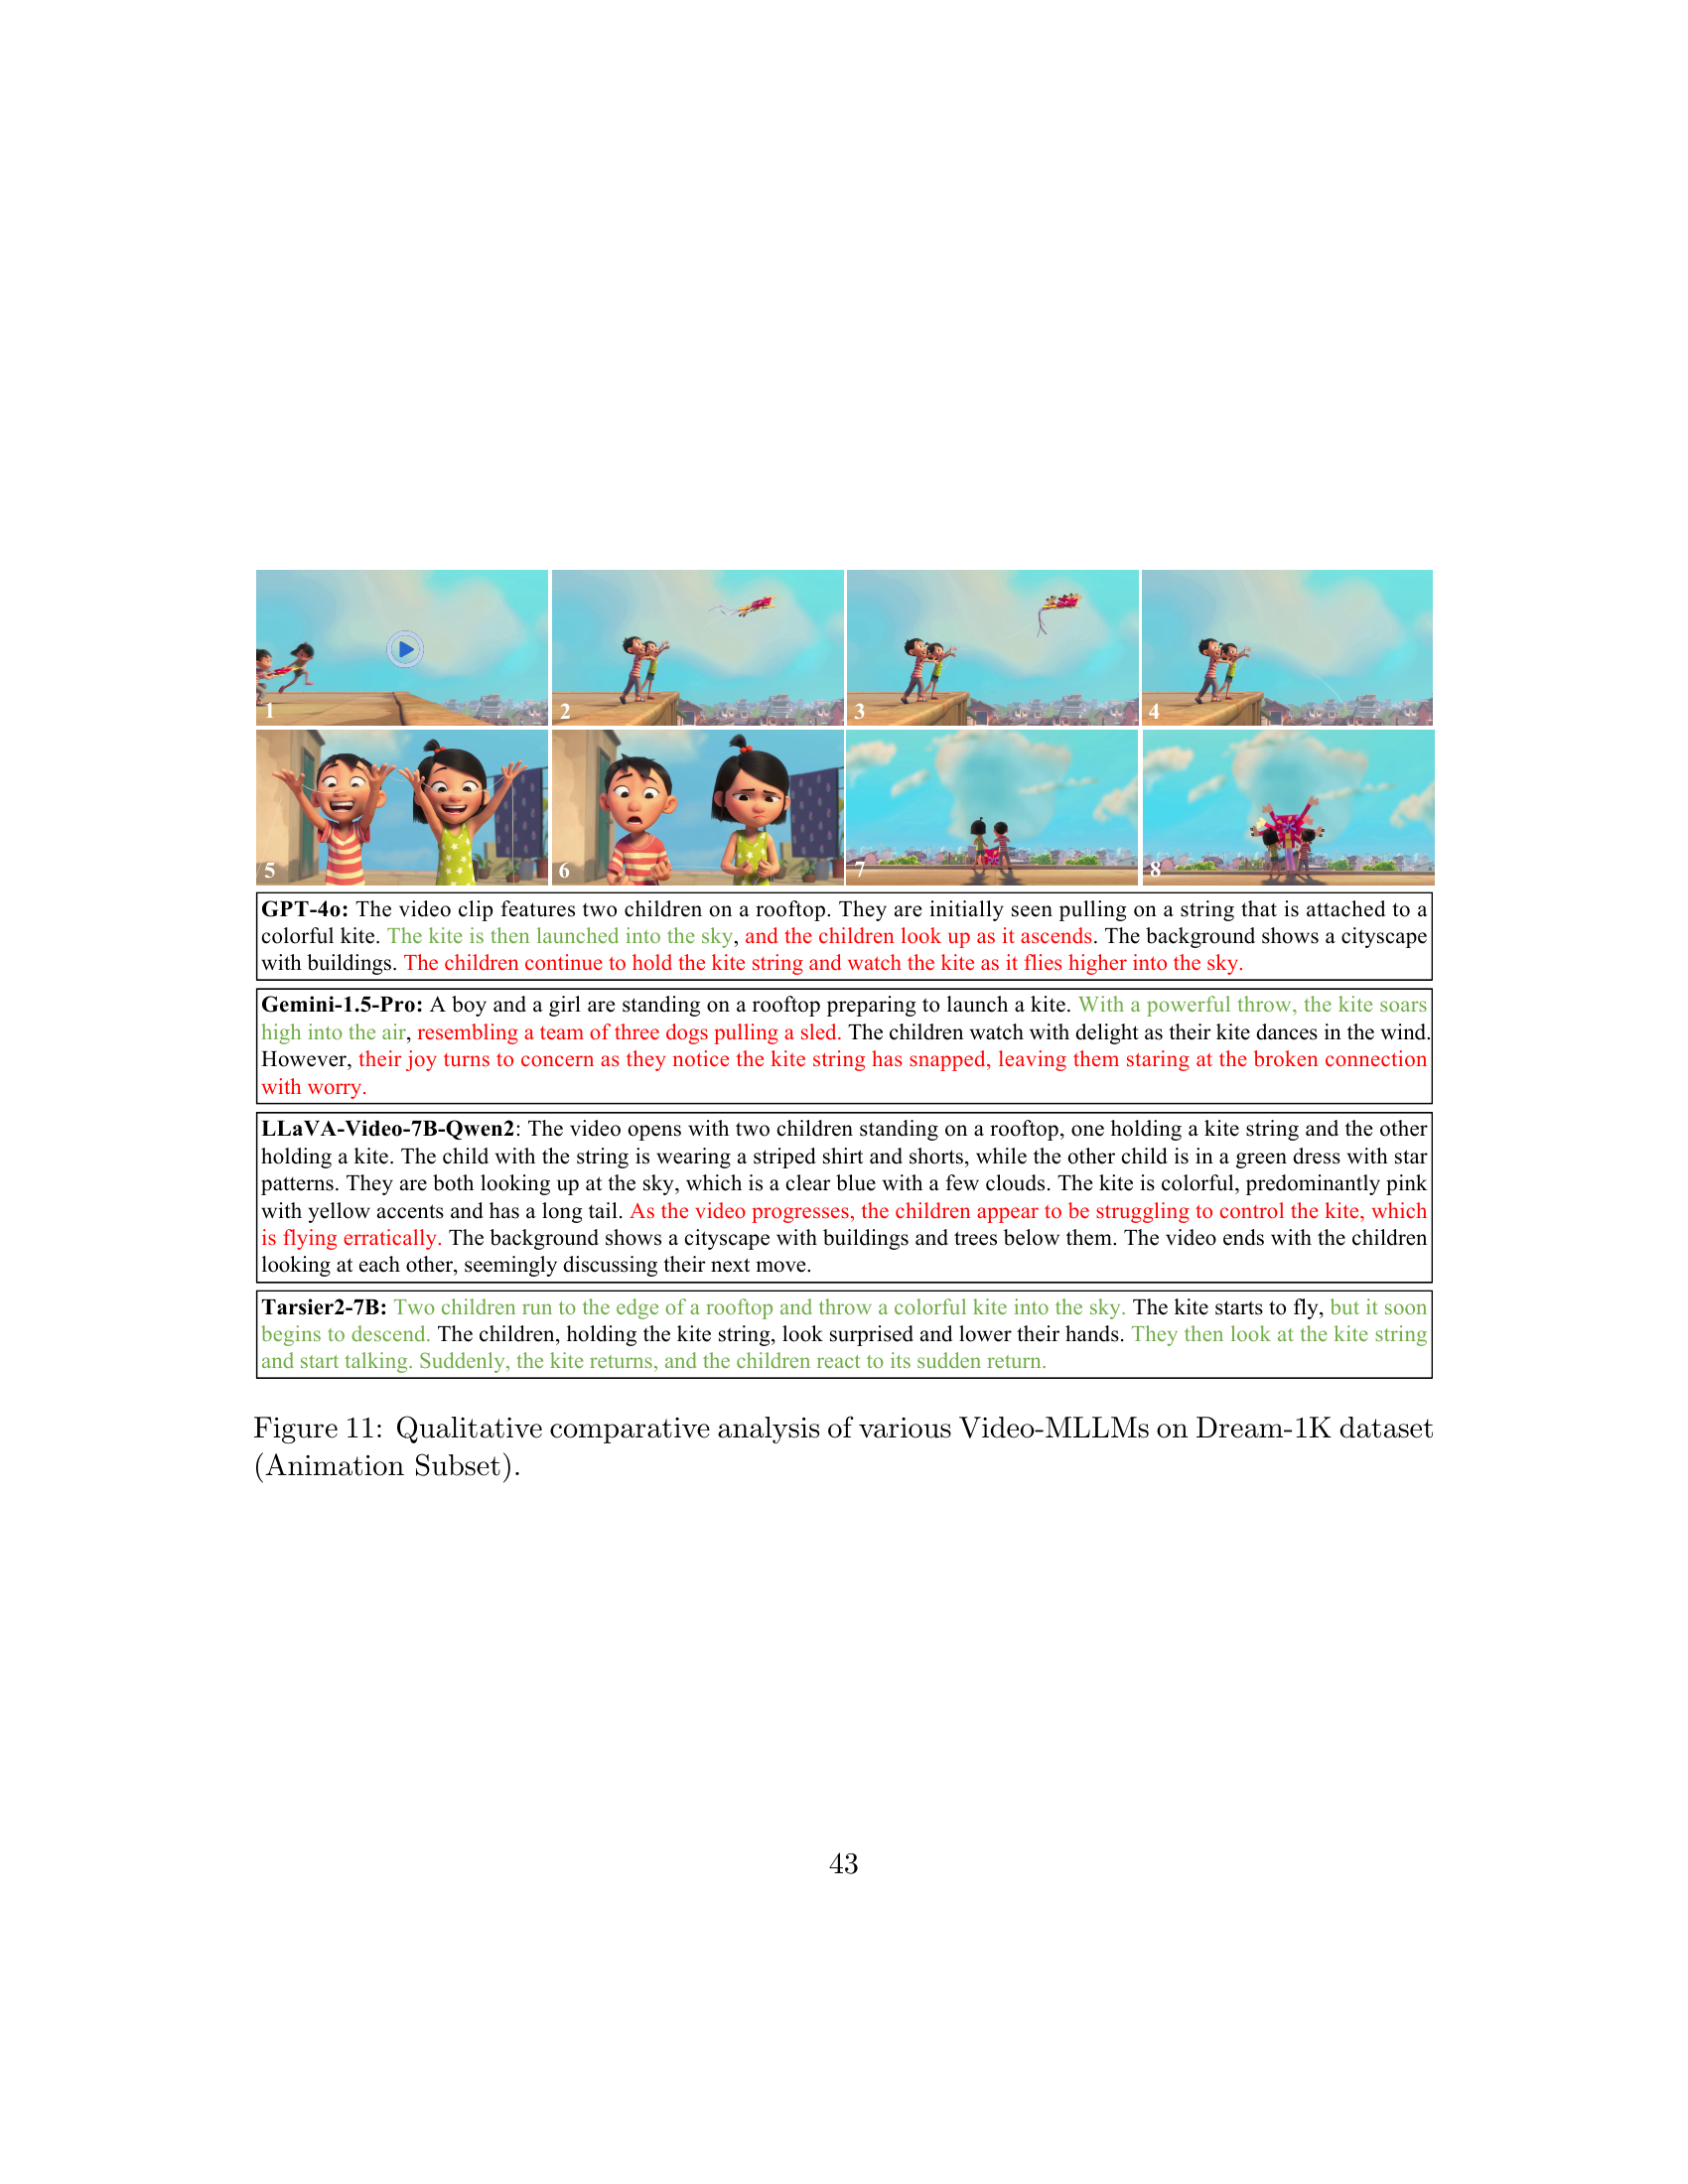 1
2
3
4
5
6
7
8
GPT-4o: The video clip features two children on a rooftop. They are initially seen pulling on a string that is attached to a
colorful kite. The kite is then launched into the sky, and the children look up as it ascends. The background shows a cityscape
with buildings. The children continue to hold the kite string and watch the kite as it flies higher into the sky.
Gemini-1.5-Pro: A boy and a girl are standing on a rooftop preparing to launch a kite. With a powerful throw, the kite soars
high into the air, resembling a team of three dogs pulling a sled. The children watch with delight as their kite dances in the wind.
However, their joy turns to concern as they notice the kite string has snapped, leaving them staring at the broken connection
with worry.
LLaVA-Video-7B-Qwen2: The video opens with two children standing on a rooftop, one holding a kite string and the other
holding a kite. The child with the string is wearing a striped shirt and shorts, while the other child is in a green dress with star
patterns. They are both looking up at the sky, which is a clear blue with a few clouds. The kite is colorful, predominantly pink
with yellow accents and has a long tail. As the video progresses, the children appear to be struggling to control the kite, which
is flying erratically. The background shows a cityscape with buildings and trees below them. The video ends with the children
looking at each other, seemingly discussing their next move.
Tarsier2-7B: Two children run to the edge of a rooftop and throw a colorful kite into the sky. The kite starts to fly, but it soon
begins to descend. The children, holding the kite string, look surprised and lower their hands. They then look at the kite string
and start talking. Suddenly, the kite returns, and the children react to its sudden return.
Figure 11: Qualitative comparative analysis of various Video-MLLMs on Dream-1K dataset
(Animation Subset).
43